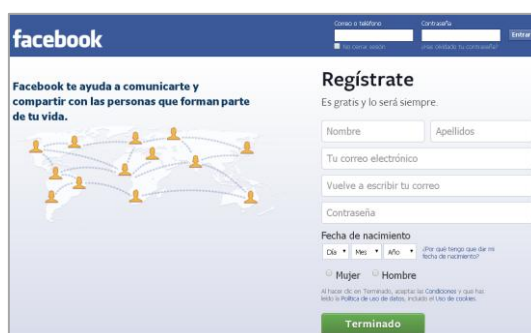 Correo o teléfono
Contraseña
facebook
Entrar
No cerrar sesión
¿Has olvidado tu contraseña?
Facebook te ayuda a comunicarte y
compartir con las personas que forman parte
de tu vida.
Regístrate
Es gratis y lo será siempre.
Nombre
Apellidos
Tu correo electrónico
Vuelve a escribir tu correo
Contraseña
Fecha de nacimiento
Día
Mes
Año
¿Por qué tengo que dar mi
fecha de nacimiento?
Mujer
Hombre
Al hacer clic en Terminado, aceptas las Condiciones y que has
leído la Política de uso de datos, incluido el Uso de cookies.
Terminado